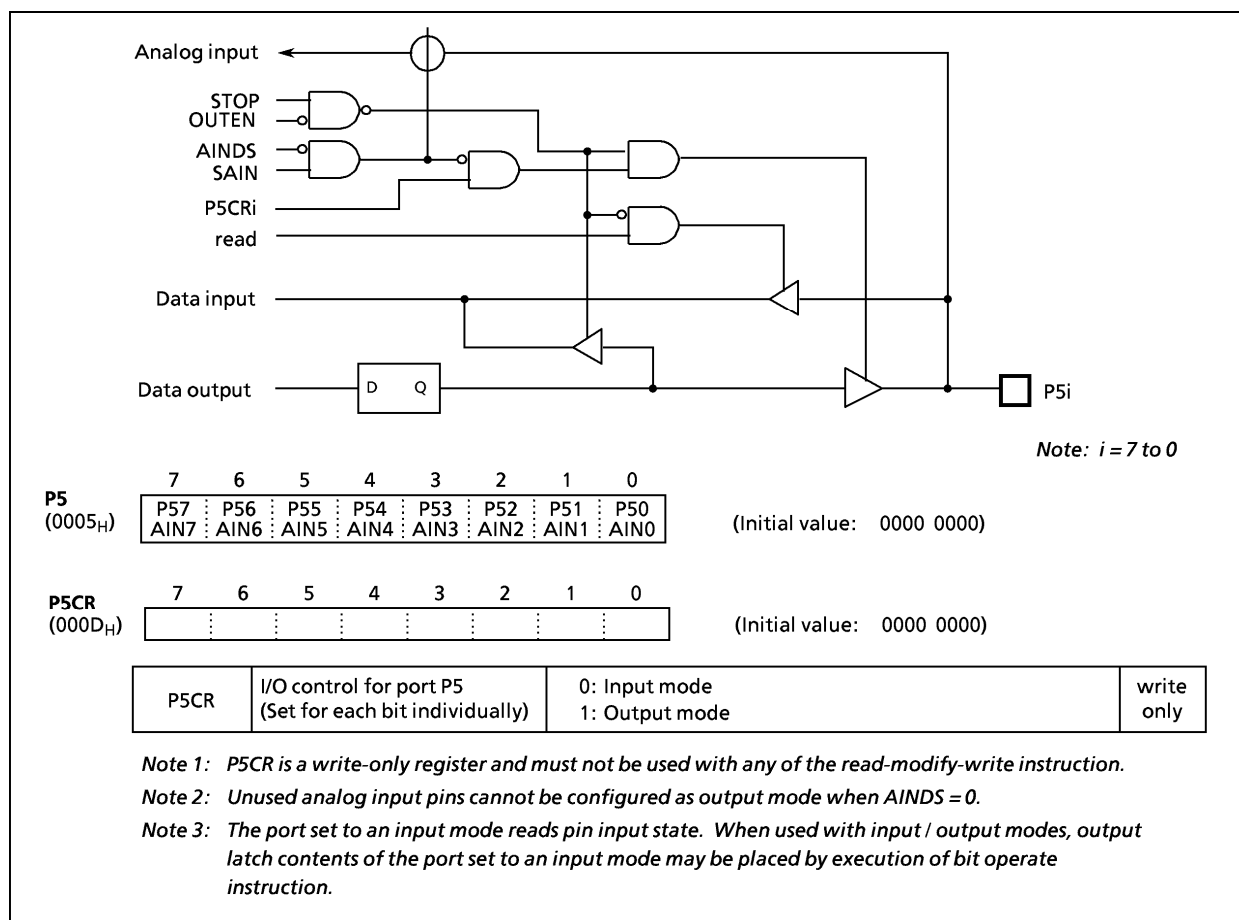 Analog input
STOP
OUTEN
AINDS
SAIN
P5CRi
read
Data input
Data output
D Q
P5i
Note: i = 7 to 0
7 6 5 4 3 2 1 0
P5
(0005H)
P57 P56 P55 P54 P53 P52 P51 P50
AIN7 AIN6 AIN5 AIN4 AIN3 AIN2 AIN1 AIN0
(Initial value: 0000 0000)
7 6 5 4 3 2 1 0
P5CR
(000DH)
(Initial value: 0000 0000)
P5CR
I/O control for port P5
(Set for each bit individually)
0: Input mode
1: Output mode
write
only
Note 1: P5CR is a write-only register and must not be used with any of the read-modify-write instruction.
Note 2: Unused analog input pins cannot be configured as output mode when AINDS = 0.
Note 3: The port set to an input mode reads pin input state. When used with input / output modes, output
latch contents of the port set to an input mode may be placed by execution of bit operate
instruction.